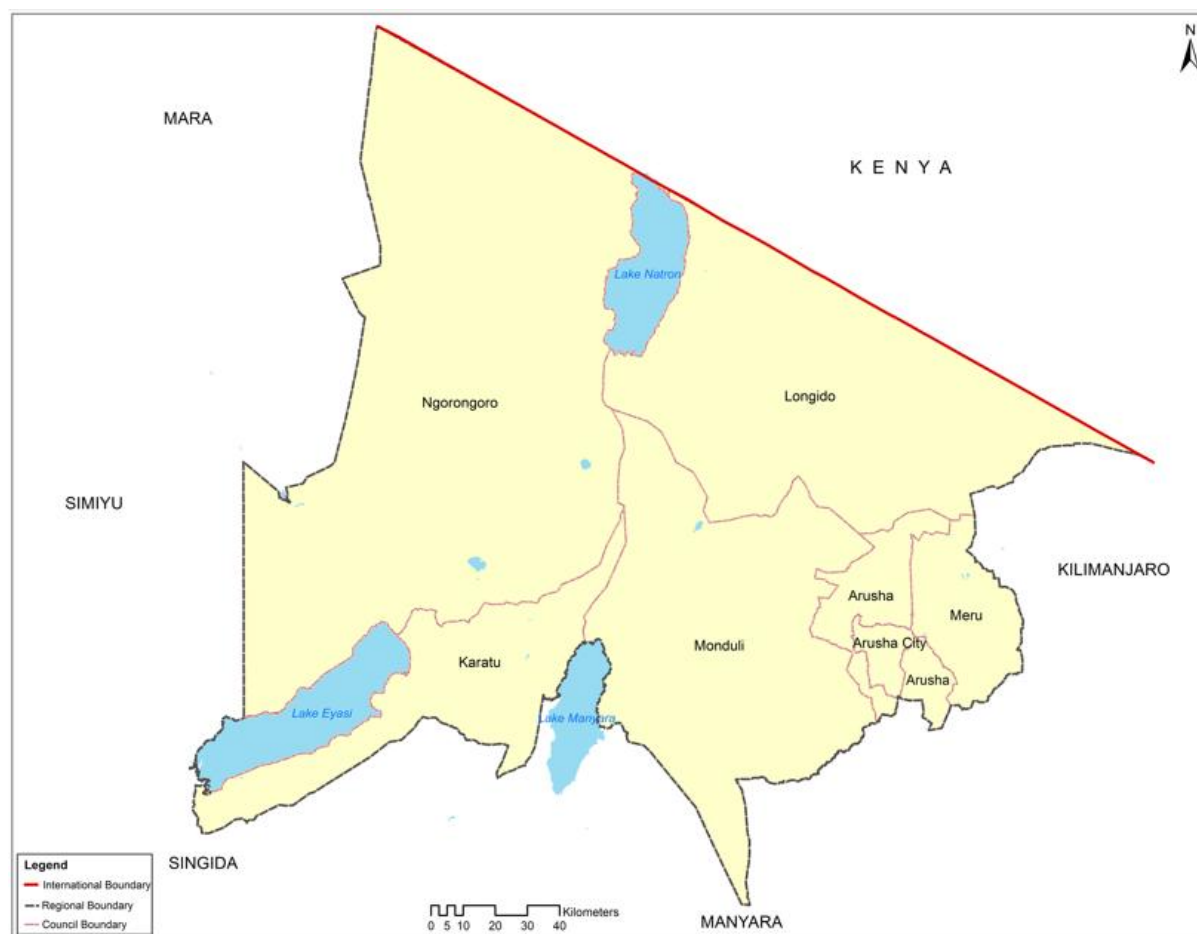 N
MARA
K E N Y A
Lake Natron
Ngorongoro
Longido
SIMIYU
KILIMANJARO
Arusha
Meru
Arusha City
Monduli
Karatu
Arusha
Lake Eyasi
Lake Manyara
SINGIDA
MANYARA
Legend
International Boundary
Regional Boundary
Council Boundary
Kilometers
0 5 10 20 30 40